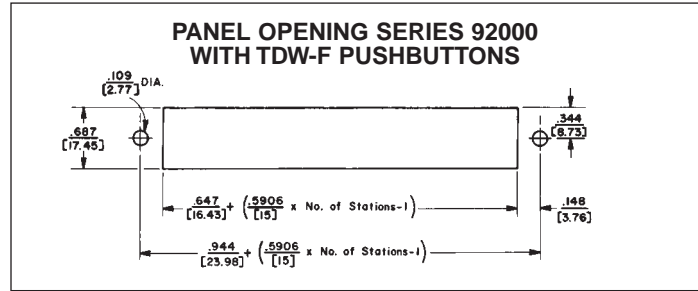 PANEL OPENING SERIES 92000
WITH TDW-F PUSHBUTTONS
.109
[2.77] DIA.
.687
[17.45]
.344
[8.73]
.647
[16.43] + (.5906
[15] x No. of Stations-1)
.148
[3.76]
.944
[23.98] + (.5906
[15] x No. of Stations-1)